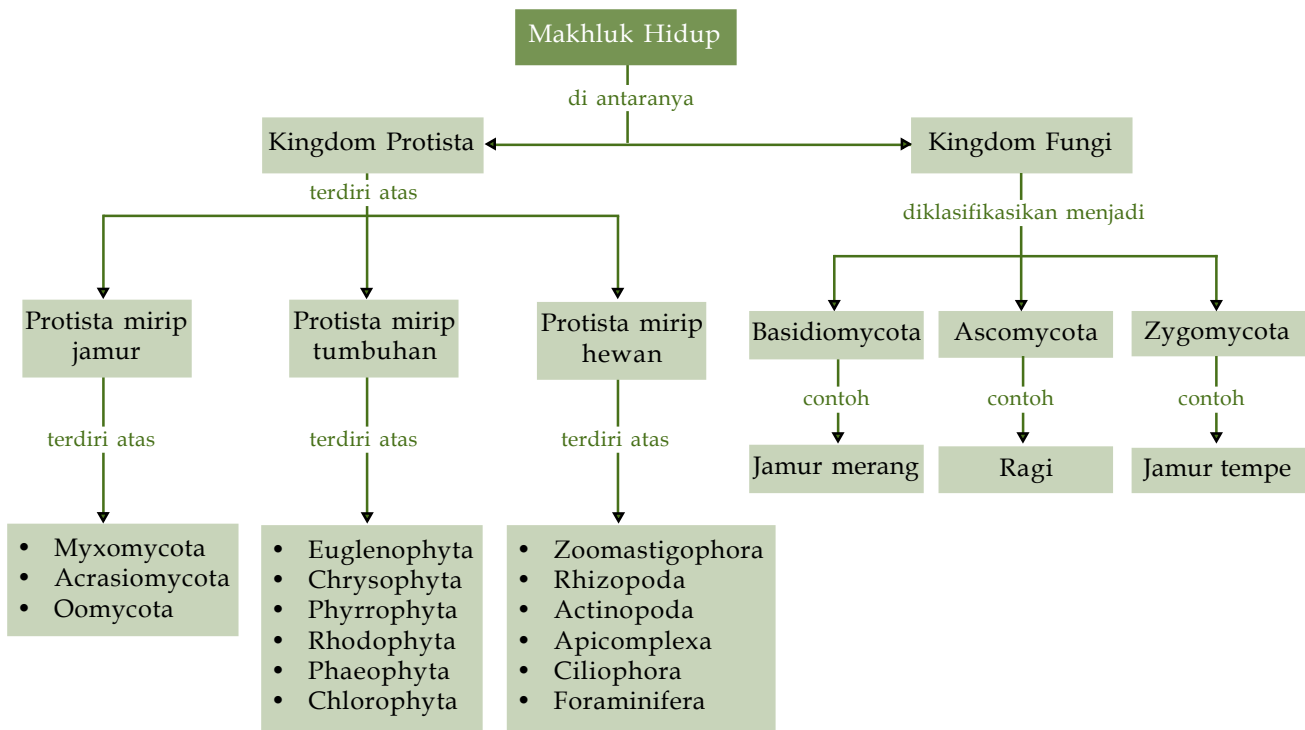 Makhluk Hidup
di antaranya
Kingdom Protista
Kingdom Fungi
terdiri atas
diklasifikasikan menjadi
Protista mirip
jamur
Protista mirip
tumbuhan
Protista mirip
hewan
Basidiomycota
Ascomycota
Zygomycota
contoh
contoh
contoh
terdiri atas
terdiri atas
terdiri atas
Jamur merang
Ragi
Jamur tempe
• Myxomycota
• Acrasiomycota
• Oomycota
• Euglenophyta
• Chrysophyta
• Phyrrophyta
• Rhodophyta
• Phaeophyta
• Chlorophyta
• Zoomastigophora
• Rhizopoda
• Actinopoda
• Apicomplexa
• Ciliophora
• Foraminifera